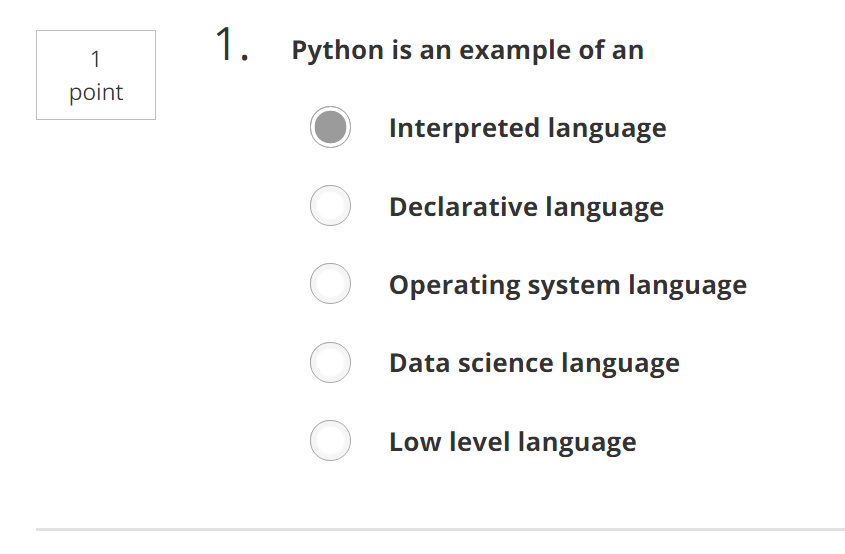 1
point
1. Python is an example of an
Interpreted language
Declarative language
Operating system language
Data science language
Low level language